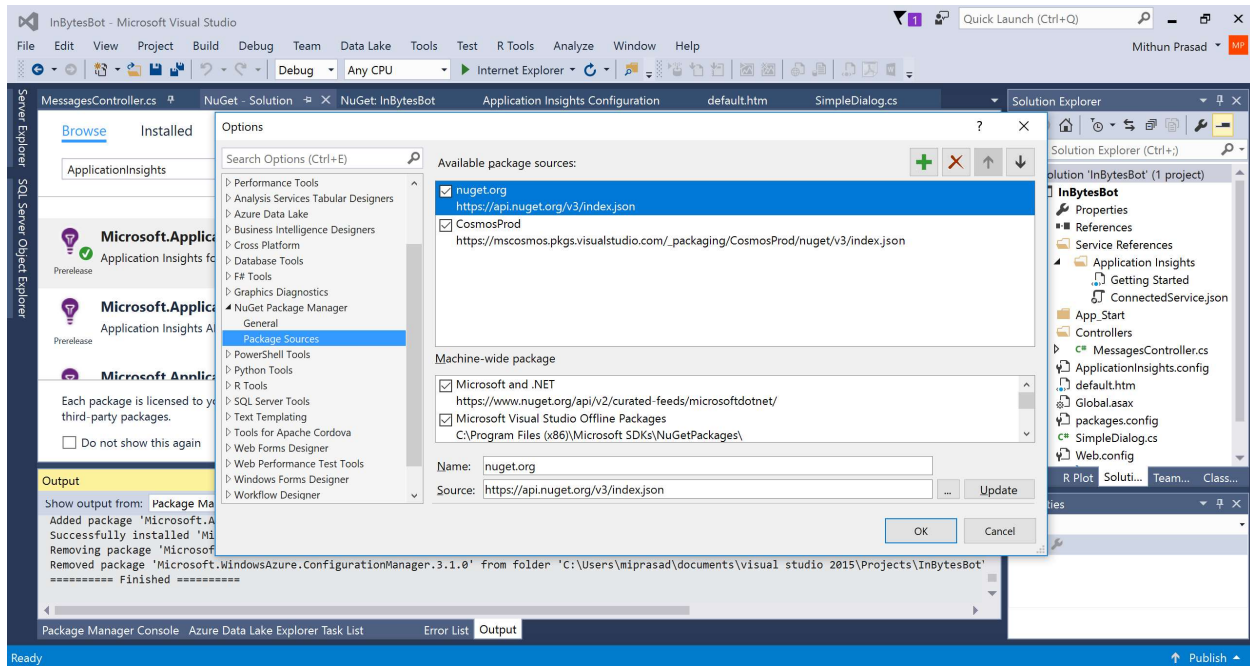 InBytesBot - Microsoft Visual Studio
1
Quick Launch (Ctrl+Q)
File Edit View Project Build Debug Team Data Lake Tools Test R Tools Analyze Window Help
Mithun Prasad MP
Debug Any CPU Internet Explorer
Server Explorer
SQL Server Object Explorer
MessagesController.cs NuGet - Solution NuGet: InBytesBot Application Insights Configuration default.htm SimpleDialog.cs
Browse Installed
ApplicationInsights
Microsoft.Applica
Application Insights fo
Prerelease
Microsoft.Applica
Application Insights A
Prerelease
Microsoft.Applica
Each package is licensed to yo
third-party packages.
Do not show this again
Options
? 
Search Options (Ctrl+E)
Performance Tools
Analysis Services Tabular Designers
Azure Data Lake
Business Intelligence Designers
Cross Platform
Database Tools
F# Tools
Graphics Diagnostics
NuGet Package Manager
General
Package Sources
PowerShell Tools
Python Tools
R Tools
SQL Server Tools
Text Templating
Tools for Apache Cordova
Web Forms Designer
Web Performance Test Tools
Windows Forms Designer
Workflow Designer
Available package sources:
nuget.org
https://api.nuget.org/v3/index.json
CosmosProd
https://mscosmos.pkgs.visualstudio.com/_packaging/CosmosProd/nuget/v3/index.json
Machine-wide package
Microsoft and .NET
https://www.nuget.org/api/v2/curated-feeds/microsoftdotnet/
Microsoft Visual Studio Offline Packages
C:\Program Files (x86)\Microsoft SDKs\NuGetPackages\
Name: nuget.org
Source: https://api.nuget.org/v3/index.json ... Update
OK Cancel
Solution Explorer
Solution Explorer (Ctrl+;)
olution 'InBytesBot' (1 project)
InBytesBot
Properties
References
Service References
Application Insights
Getting Started
ConnectedService.json
App_Start
Controllers
C# MessagesController.cs
ApplicationInsights.config
default.htm
Global.asax
packages.config
C# SimpleDialog.cs
Web.config
R Plot Soluti... Team... Class...
ties
Output
Show output from: Package Ma
Added package 'Microsoft.A
Successfully installed 'Mi
Removing package 'Microsof
Removed package 'Microsoft.WindowsAzure.ConfigurationManager.3.1.0' from folder 'C:\Users\miprasad\documents\visual studio 2015\Projects\InBytesBot'
========== Finished ==========
Package Manager Console Azure Data Lake Explorer Task List Error List Output
Ready
Publish